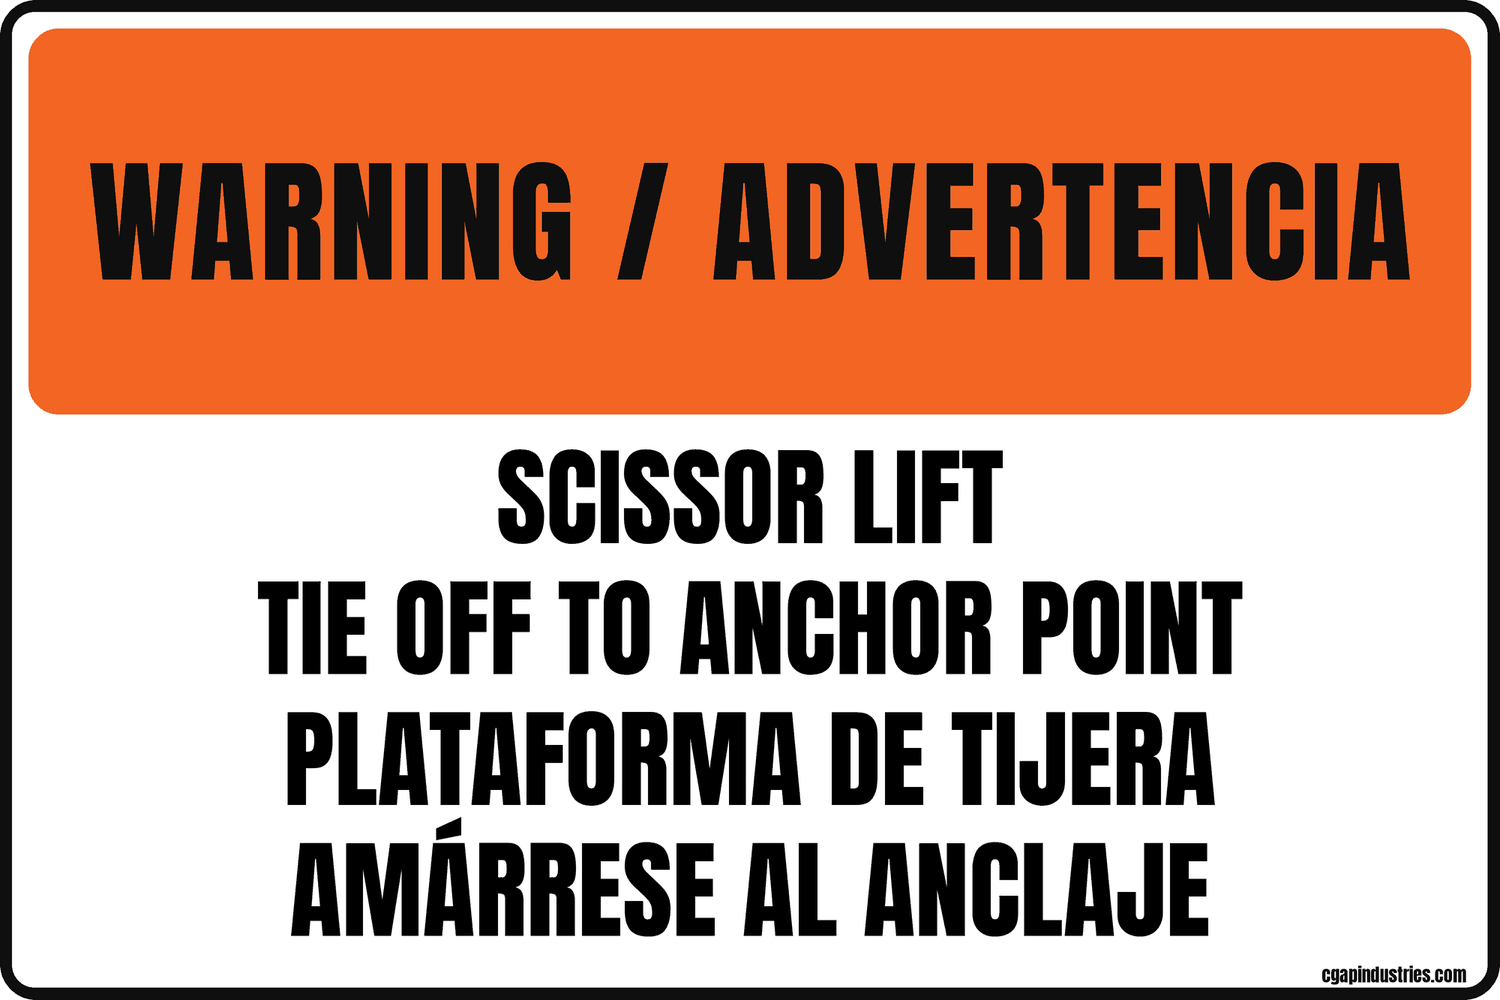 WARNING / ADVERTENCIA
SCISSOR LIFT
TIE OFF TO ANCHOR POINT
PLATAFORMA DE TIJERA
AMÁRRESE AL ANCLAJE
cgapindustries.com